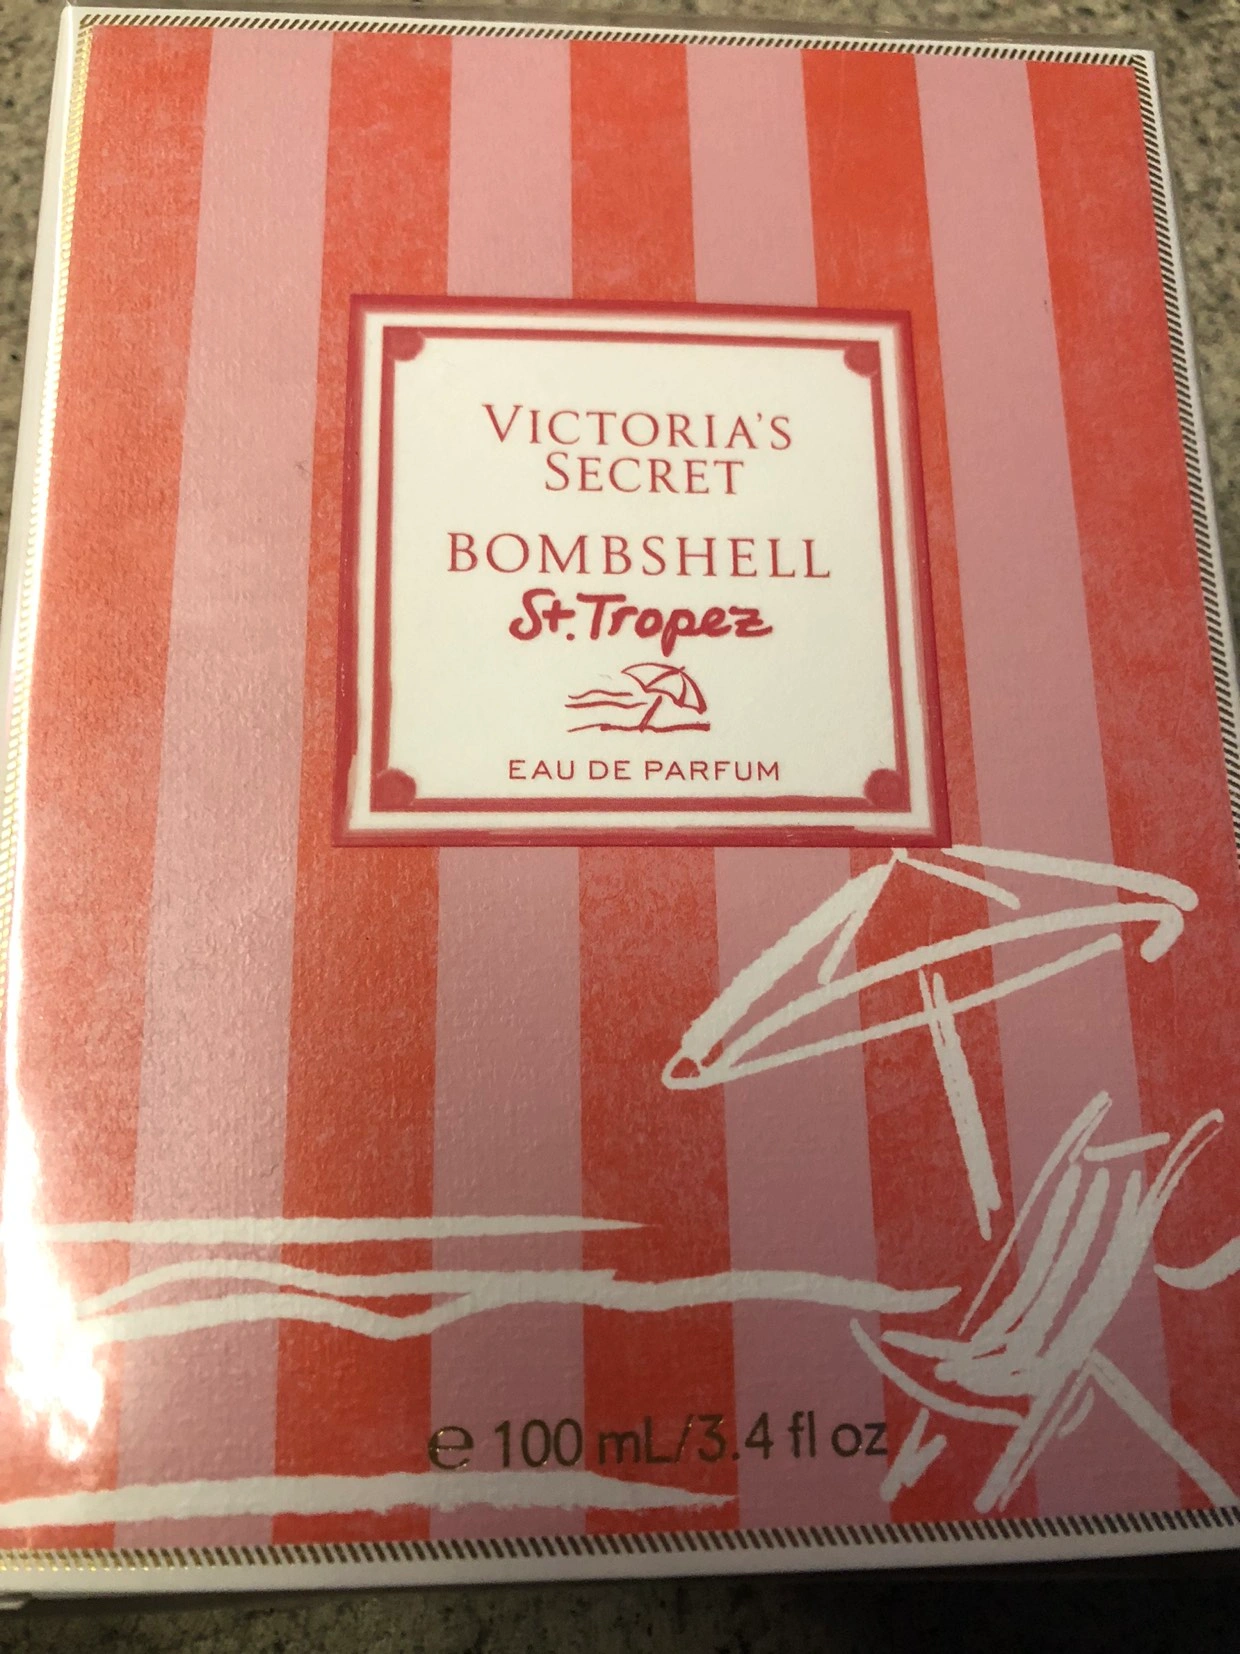 VICTORIA'S
SECRET
BOMBSHELL
St. Tropez
EAU DE PARFUM
℮ 100 mL/3.4 fl oz